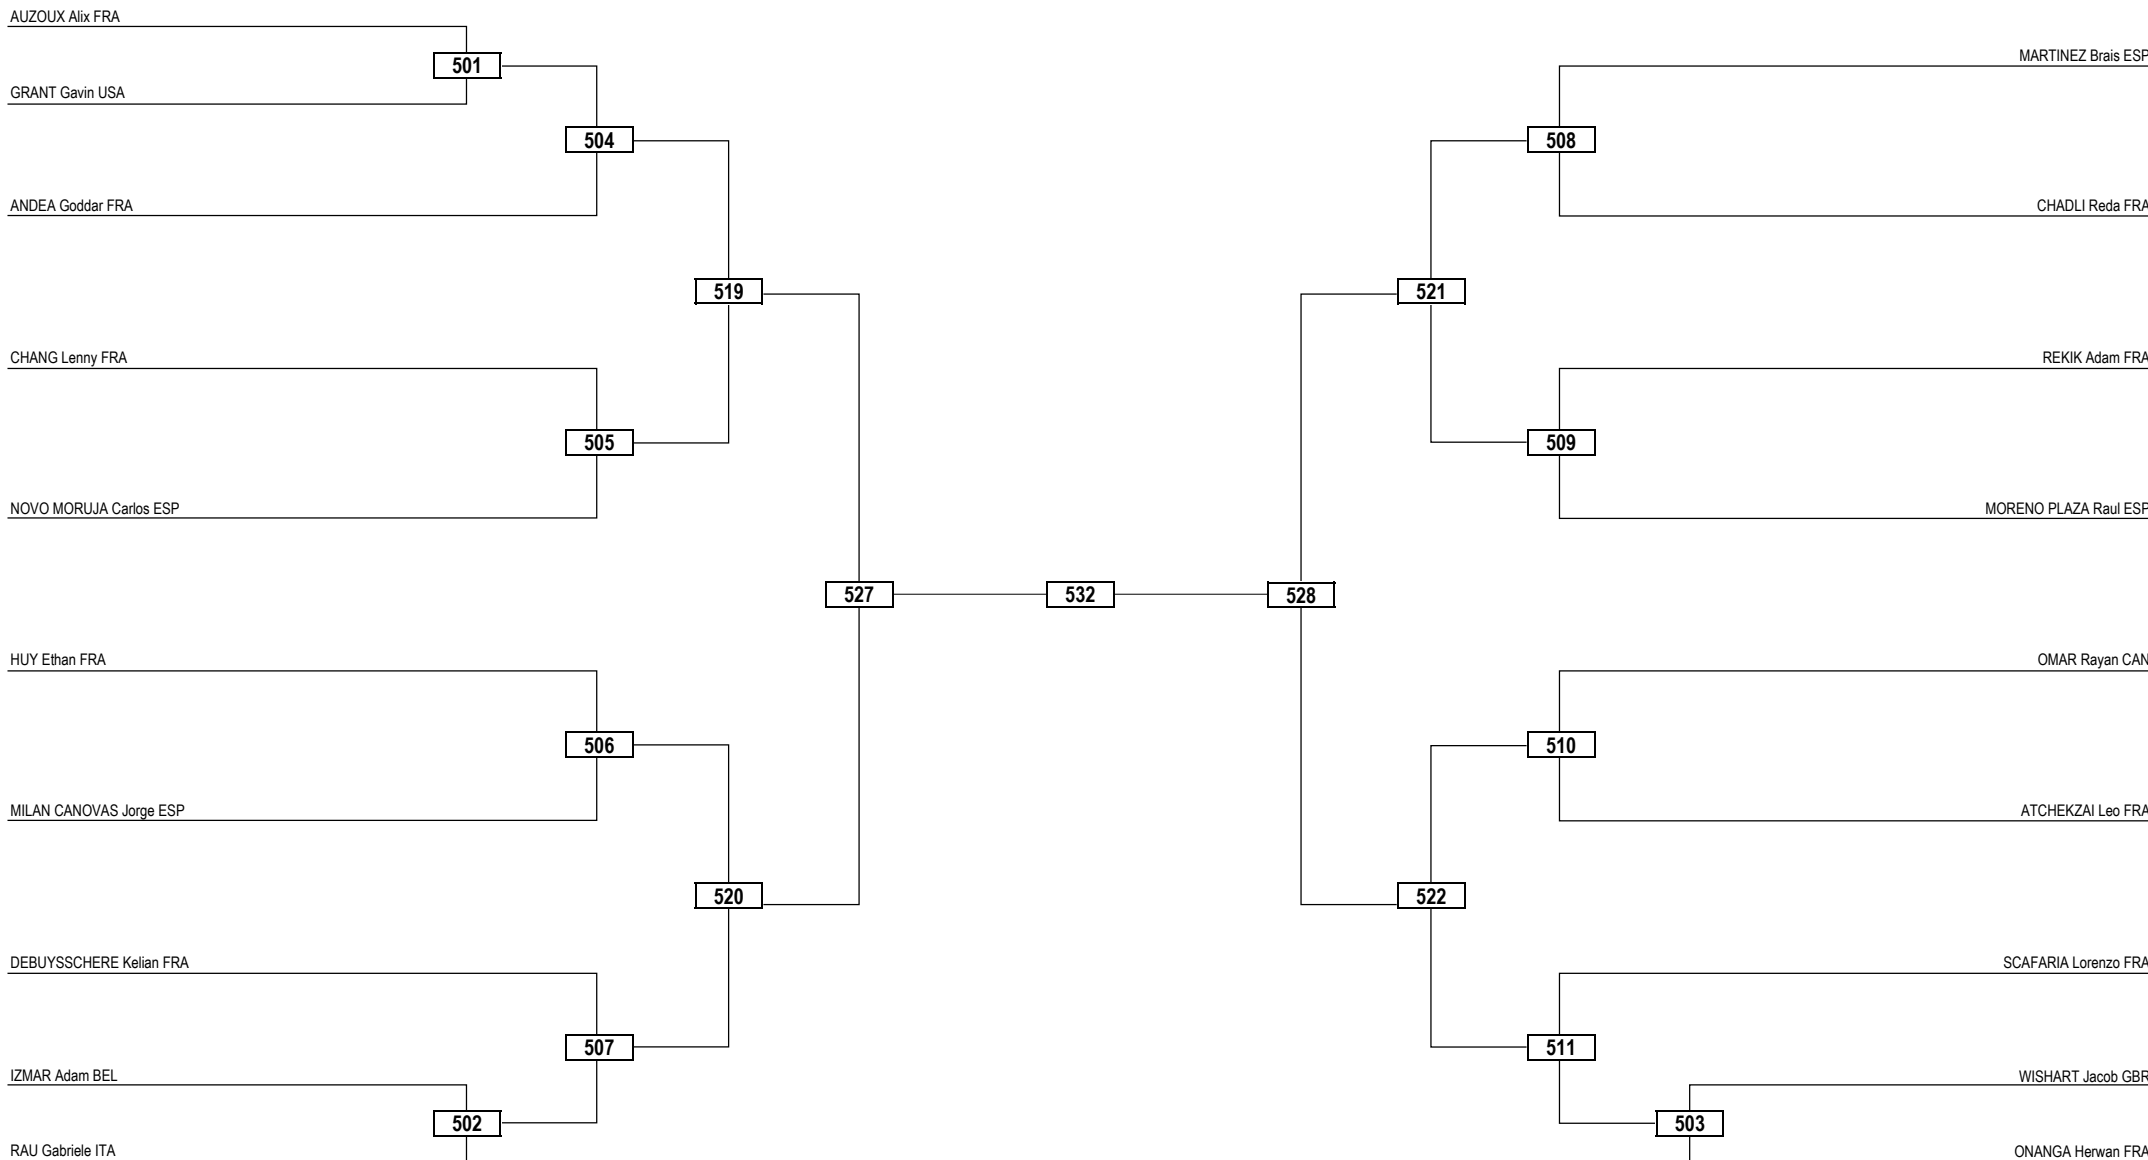 AUZOUX Alix FRA
501
MARTINEZ Brais ESP
GRANT Gavin USA
504
508
ANDEA Goddar FRA
CHADLI Reda FRA
519
521
CHANG Lenny FRA
REKIK Adam FRA
505
509
NOVO MORUJA Carlos ESP
MORENO PLAZA Raul ESP
527
532
528
HUY Ethan FRA
OMAR Rayan CAN
506
510
MILAN CANOVAS Jorge ESP
ATCHEKZAI Leo FRA
520
522
DEBUYSSCHERE Kelian FRA
SCAFARIA Lorenzo FRA
507
511
IZMAR Adam BEL
WISHART Jacob GBR
502
503
RAU Gabriele ITA
ONANGA Herwan FRA